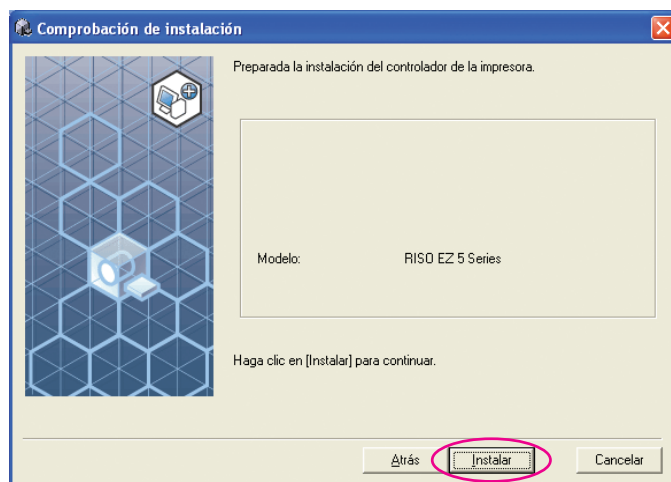 Comprobación de instalación
Preparada la instalación del controlador de la impresora.
Modelo: RISO EZ 5 Series
Haga clic en [Instalar] para continuar.
Atrás Instalar Cancelar